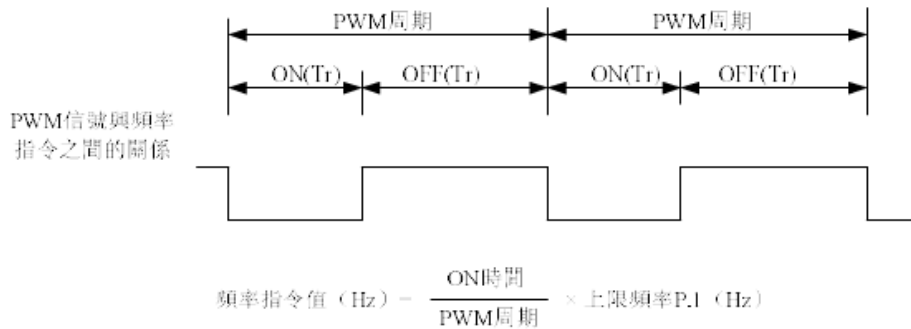 PWM周期 PWM周期
ON(Tr) OFF(Tr) ON(Tr) OFF(Tr)
PWM信號與頻率
指令之間的關係
頻率指令值（Hz）= ON時間 / PWM周期 × 上限頻率P.1（Hz）